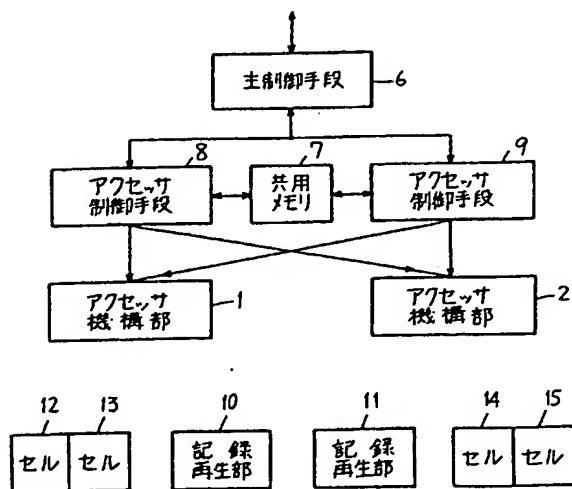 主制御手段
6
8
7
9
アクセッサ
制御手段
共用
メモリ
アクセッサ
制御手段
アクセッサ
機構部
1
アクセッサ
機構部
2
12
13
10
11
14
15
セル
セル
記録
再生部
記録
再生部
セル
セル